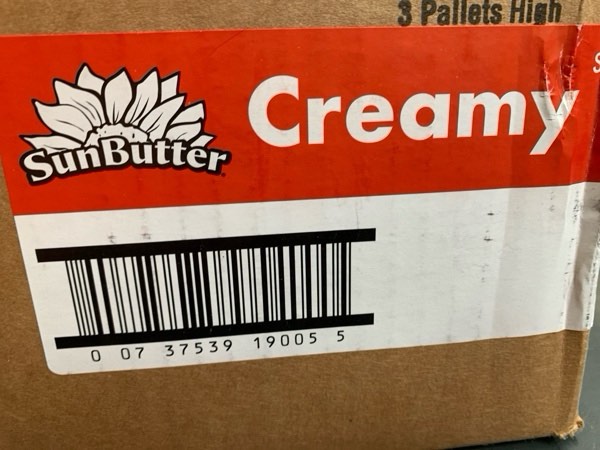 3 Pallets High
SunButter
Creamy
0 07 37539 19005 5